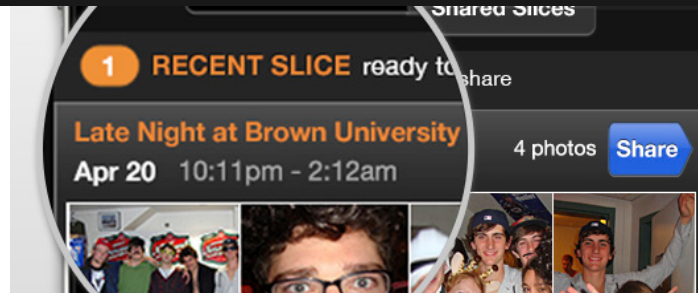 Shared Slices
1 RECENT SLICE ready to share
Late Night at Brown University
4 photos Share
Apr 20 10:11pm - 2:12am